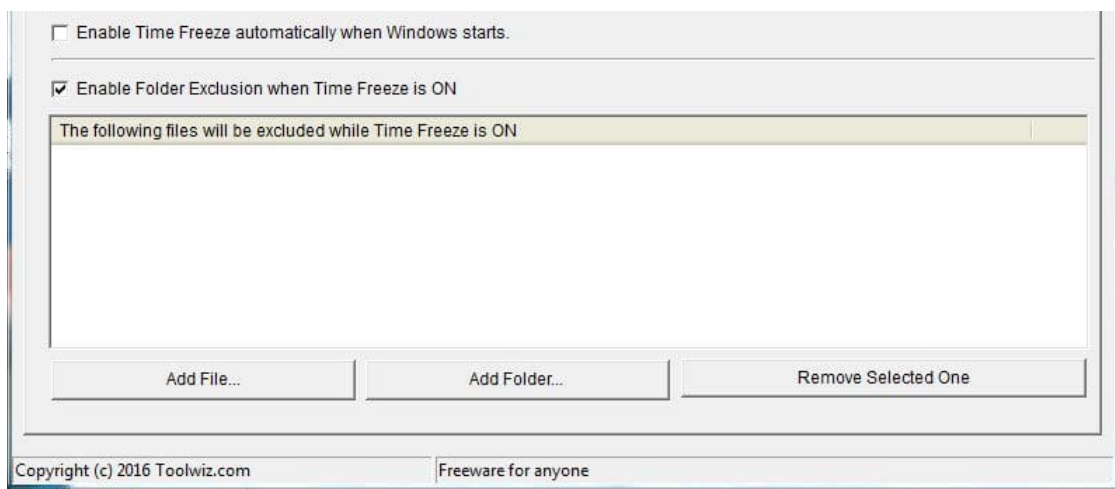 Enable Time Freeze automatically when Windows starts.
Enable Folder Exclusion when Time Freeze is ON
The following files will be excluded while Time Freeze is ON
Add File...
Add Folder...
Remove Selected One
Copyright (c) 2016 Toolwiz.com
Freeware for anyone